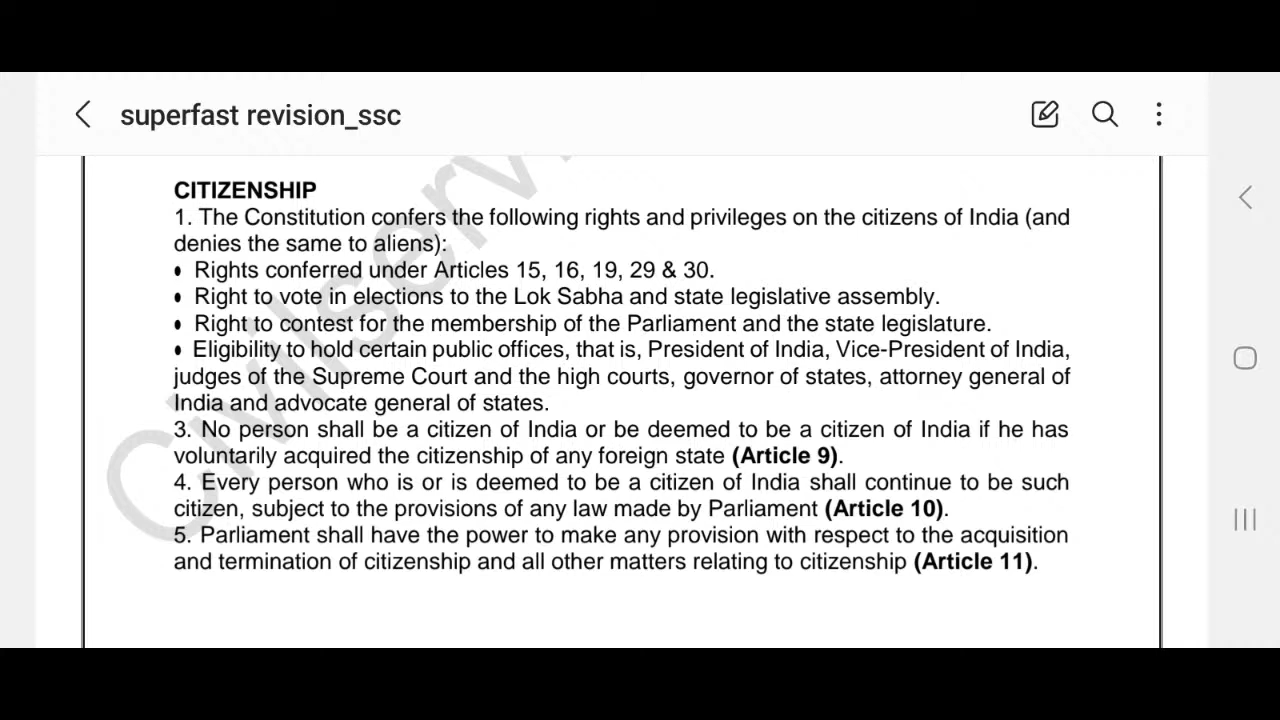 superfast revision_ssc
CITIZENSHIP
1. The Constitution confers the following rights and privileges on the citizens of India (and
denies the same to aliens):
• Rights conferred under Articles 15, 16, 19, 29 & 30.
• Right to vote in elections to the Lok Sabha and state legislative assembly.
• Right to contest for the membership of the Parliament and the state legislature.
• Eligibility to hold certain public offices, that is, President of India, Vice-President of India,
judges of the Supreme Court and the high courts, governor of states, attorney general of
India and advocate general of states.
3. No person shall be a citizen of India or be deemed to be a citizen of India if he has
voluntarily acquired the citizenship of any foreign state (Article 9).
4. Every person who is or is deemed to be a citizen of India shall continue to be such
citizen, subject to the provisions of any law made by Parliament (Article 10).
5. Parliament shall have the power to make any provision with respect to the acquisition
and termination of citizenship and all other matters relating to citizenship (Article 11).